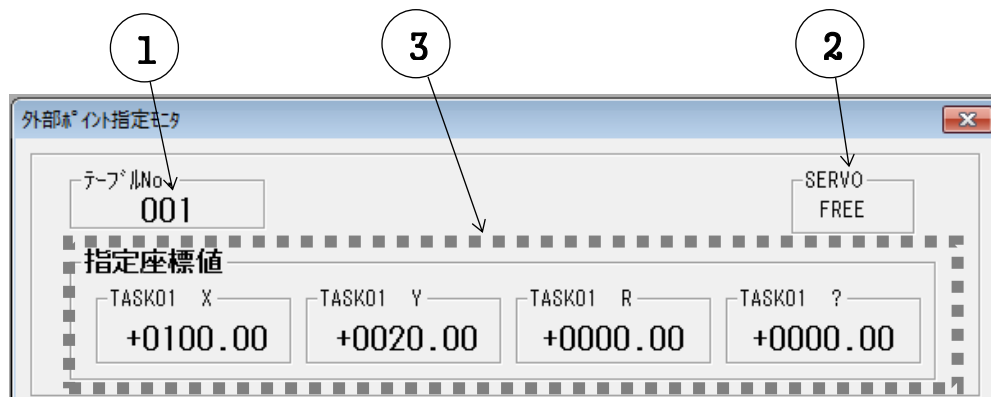 1 3 2
外部ﾎﾟｲﾝﾄ指定ﾓﾆﾀ
ﾃｰﾌﾞﾙNo
001
SERVO
FREE
指定座標値
TASK01 X TASK01 Y TASK01 R TASK01 ?
+0100.00 +0020.00 +0000.00 +0000.00